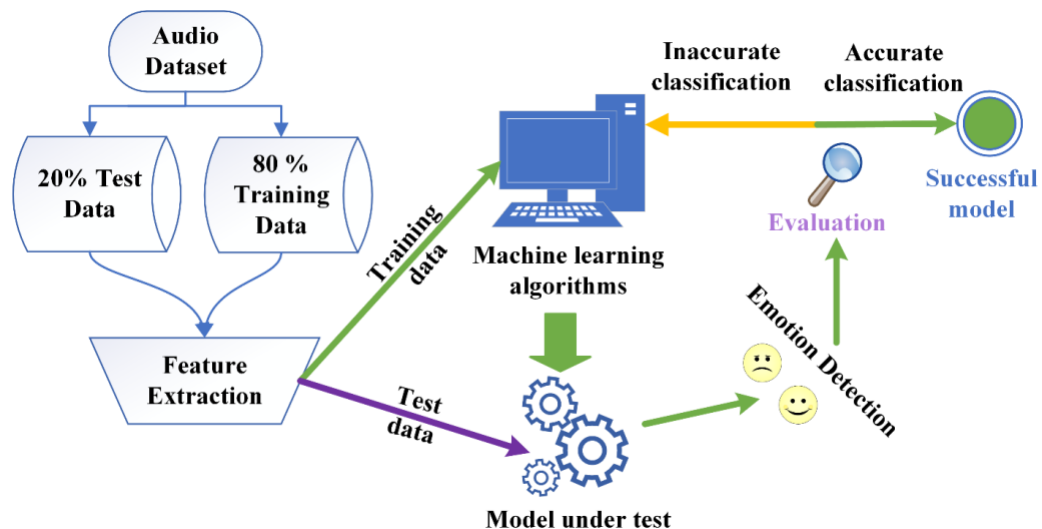 Audio
Dataset
20% Test
Data
80 %
Training
Data
Feature
Extraction
Training
data
Test
data
Machine learning
algorithms
Model under test
Emotion Detection
Evaluation
Inaccurate
classification
Accurate
classification
Successful
model